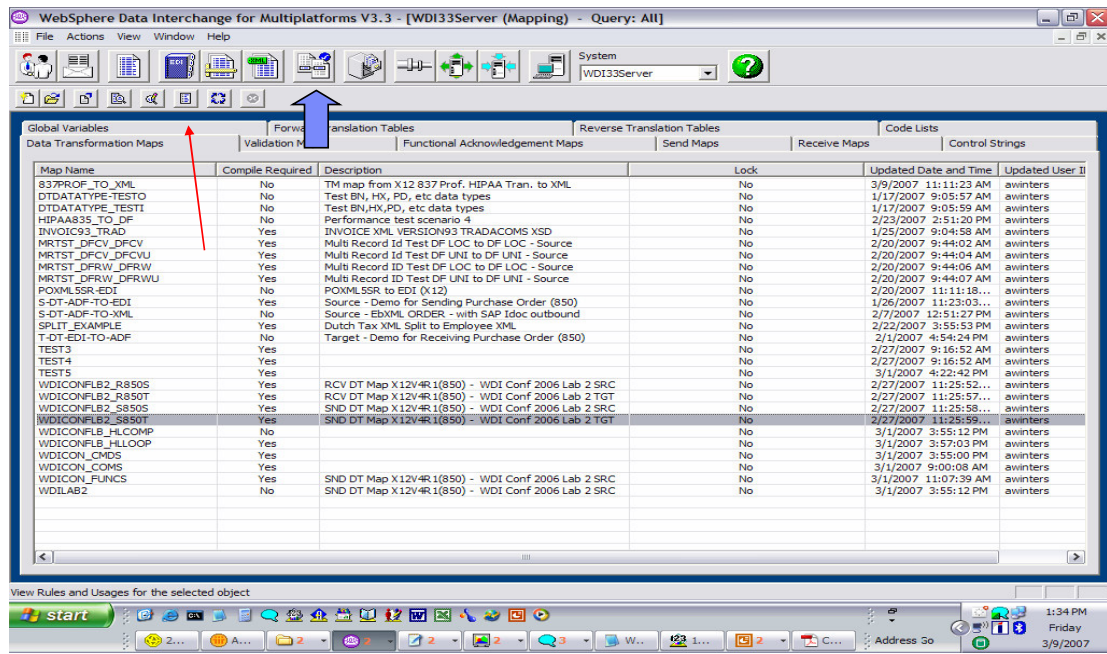 WebSphere Data Interchange for Multiplatforms V3.3 - [WDI33Server (Mapping) - Query: All]
File Actions View Window Help
System
EDI XML WDI33Server
Global Variables Forwa anslation Tables Reverse Translation Tables Code Lists
Data Transformation Maps Validation M Functional Acknowledgement Maps Send Maps Receive Maps Control Strings
Map Name Compile Required Description Lock Updated Date and Time Updated User I
837PROF_TO_XML No TM map from X12 837 Prof. HIPAA Tran. to XML No 3/9/2007 11:11:23 AM awinters
DTDATATYPE-TESTO No Test BN, HX, PD, etc data types No 1/17/2007 9:05:57 AM awinters
DTDATATYPE_TESTI No Test BN,HX,PD, etc data types No 1/17/2007 9:05:59 AM awinters
HIPAA835_TO_DF No Performance test scenario 4 No 2/23/2007 2:51:20 PM awinters
INVOIC93_TRAD Yes INVOICE XML VERSION93 TRADACOMS XSD No 1/25/2007 9:04:58 AM awinters
MRTST_DFCV_DFCV Yes Multi Record Id Test DF LOC to DF LOC - Source No 2/20/2007 9:44:02 AM awinters
MRTST_DFCV_DFCVU Yes Multi Record ID Test DF UNI to DF UNI - Source No 2/20/2007 9:44:04 AM awinters
MRTST_DFRW_DFRW Yes Multi Record ID Test DF LOC to DF LOC - Source No 2/20/2007 9:44:06 AM awinters
MRTST_DFRW_DFRWU Yes Multi Record ID Test DF UNI to DF UNI - Source No 2/20/2007 9:44:07 AM awinters
POXML5SR-EDI No POXML5SR to EDI (X12) No 2/20/2007 11:11:18... awinters
S-DT-ADF-TO-EDI Yes Source - Demo for Sending Purchase Order (850) No 1/26/2007 11:23:03... awinters
S-DT-ADF-TO-XML No Source - EbXML ORDER - with SAP Idoc outbound No 2/7/2007 12:51:27 PM awinters
SPLIT_EXAMPLE Yes Dutch Tax XML Split to Employee XML No 2/22/2007 3:55:53 PM awinters
T-DT-EDI-TO-ADF No Target - Demo for Receiving Purchase Order (850) No 2/1/2007 4:54:24 PM awinters
TEST3 Yes No 2/27/2007 9:16:52 AM awinters
TEST4 Yes No 2/27/2007 9:16:52 AM awinters
TEST5 Yes No 3/1/2007 4:22:42 PM awinters
WDICONFLB2_R850S Yes RCV DT Map X12V4R1(850) - WDI Conf 2006 Lab 2 SRC No 2/27/2007 11:25:52... awinters
WDICONFLB2_R850T Yes RCV DT Map X12V4R1(850) - WDI Conf 2006 Lab 2 TGT No 2/27/2007 11:25:57... awinters
WDICONFLB2_S850S Yes SND DT Map X12V4R1(850) - WDI Conf 2006 Lab 2 SRC No 2/27/2007 11:25:58... awinters
WDICONFLB2_S850T Yes SND DT Map X12V4R1(850) - WDI Conf 2006 Lab 2 TGT No 2/27/2007 11:25:59... awinters
WDICONFLB_HLCOMP No No 3/1/2007 3:55:12 PM awinters
WDICONFLB_HLLOOP Yes No 3/1/2007 3:57:03 PM awinters
WDICON_CMDS Yes No 3/1/2007 3:55:00 PM awinters
WDICON_COMS Yes No 3/1/2007 9:00:08 AM awinters
WDICON_FUNCS Yes SND DT Map X12V4R1(850) - WDI Conf 2006 Lab 2 SRC No 3/1/2007 11:07:39 AM awinters
WDILAB2 No SND DT Map X12V4R1(850) - WDI Conf 2006 Lab 2 SRC No 3/1/2007 3:55:12 PM awinters
View Rules and Usages for the selected object
start 1:34 PM
Friday
2... A... 2 2 2 2 3 W... 1... 2 C... Address Go 3/9/2007